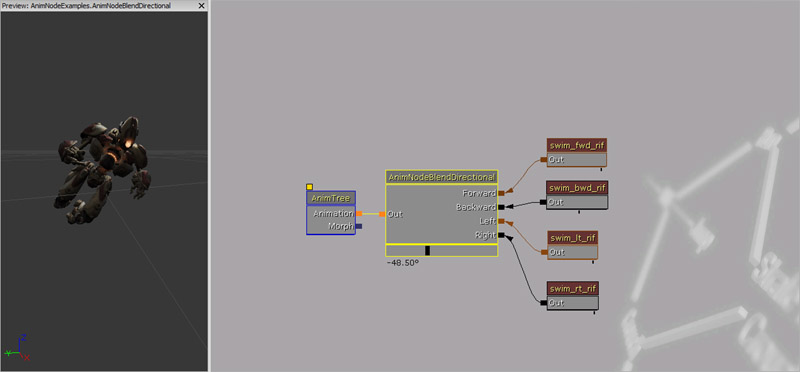 Preview: AnimNodeExamples.AnimNodeBlendDirectional
swim_fwd_rif
Out
AnimNodeBlendDirectional
Forward
Backward
Left
Right
Out
-48.50°
AnimTree
Animation
Morph
swim_bwd_rif
Out
swim_lt_rif
Out
swim_rt_rif
Out
Z
Y
X